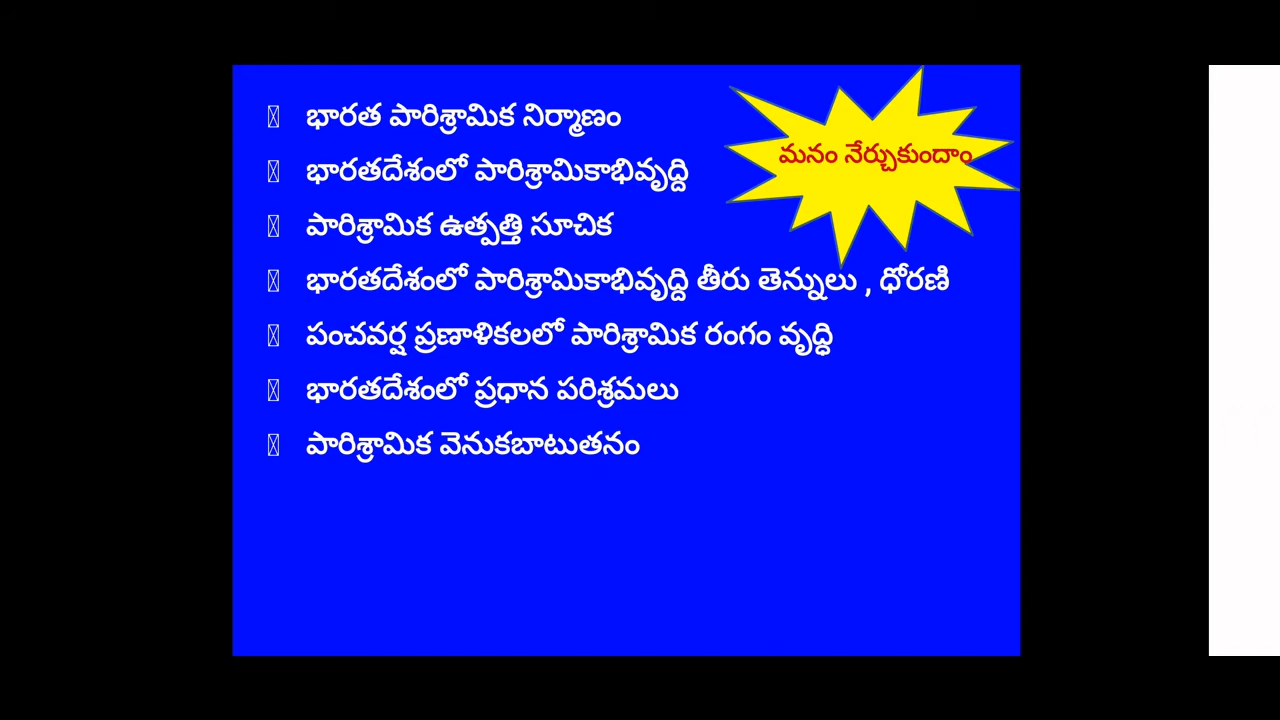 భారత పారిశ్రామిక నిర్మాణం
మనం నేర్చుకుందాం
భారతదేశంలో పారిశ్రామికాభివృద్ది
పారిశ్రామిక ఉత్పత్తి సూచిక
భారతదేశంలో పారిశ్రామికాభివృద్ది తీరు తెన్నులు , ధోరణి
పంచవర్ష ప్రణాళికలలో పారిశ్రామిక రంగం వృద్ధి
భారతదేశంలో ప్రధాన పరిశ్రమలు
పారిశ్రామిక వెనుకబాటుతనం